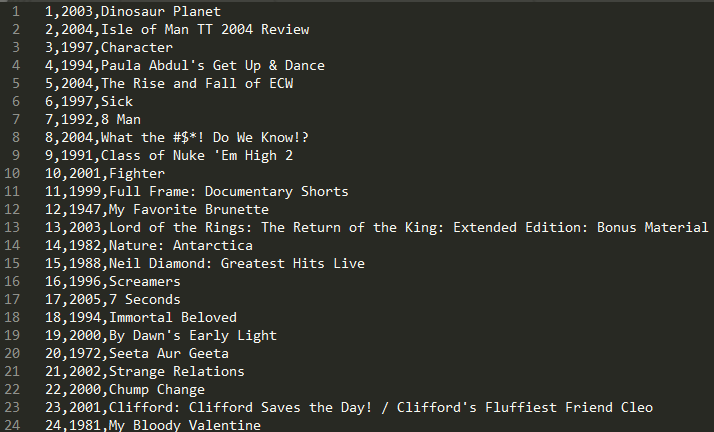 1 1,2003,Dinosaur Planet
2 2,2004,Isle of Man TT 2004 Review
3 3,1997,Character
4 4,1994,Paula Abdul's Get Up & Dance
5 5,2004,The Rise and Fall of ECW
6 6,1997,Sick
7 7,1992,8 Man
8 8,2004,What the #$*! Do We Know!?
9 9,1991,Class of Nuke 'Em High 2
10 10,2001,Fighter
11 11,1999,Full Frame: Documentary Shorts
12 12,1947,My Favorite Brunette
13 13,2003,Lord of the Rings: The Return of the King: Extended Edition: Bonus Material
14 14,1982,Nature: Antarctica
15 15,1988,Neil Diamond: Greatest Hits Live
16 16,1996,Screamers
17 17,2005,7 Seconds
18 18,1994,Immortal Beloved
19 19,2000,By Dawn's Early Light
20 20,1972,Seeta Aur Geeta
21 21,2002,Strange Relations
22 22,2000,Chump Change
23 23,2001,Clifford: Clifford Saves the Day! / Clifford's Fluffiest Friend Cleo
24 24,1981,My Bloody Valentine